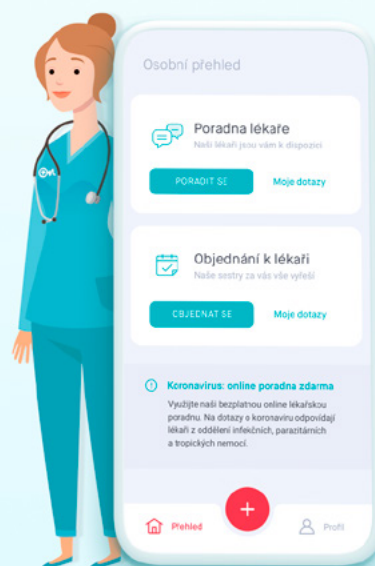 Osobní přehled
Poradna lékaře
Naši lékaři jsou vám k dispozici
PORADIT SE
Moje dotazy
Objednání k lékaři
Naše sestry za vás vše vyřeší
OBJEDNAT SE
Moje dotazy
Koronavirus: online poradna zdarma
Využijte naši bezplatnou online lékařskou
poradnu. Na dotazy o koronaviru odpovídají
lékaři z oddělení infekčních, parazitárních
a tropických nemocí.
Přehled
Profil